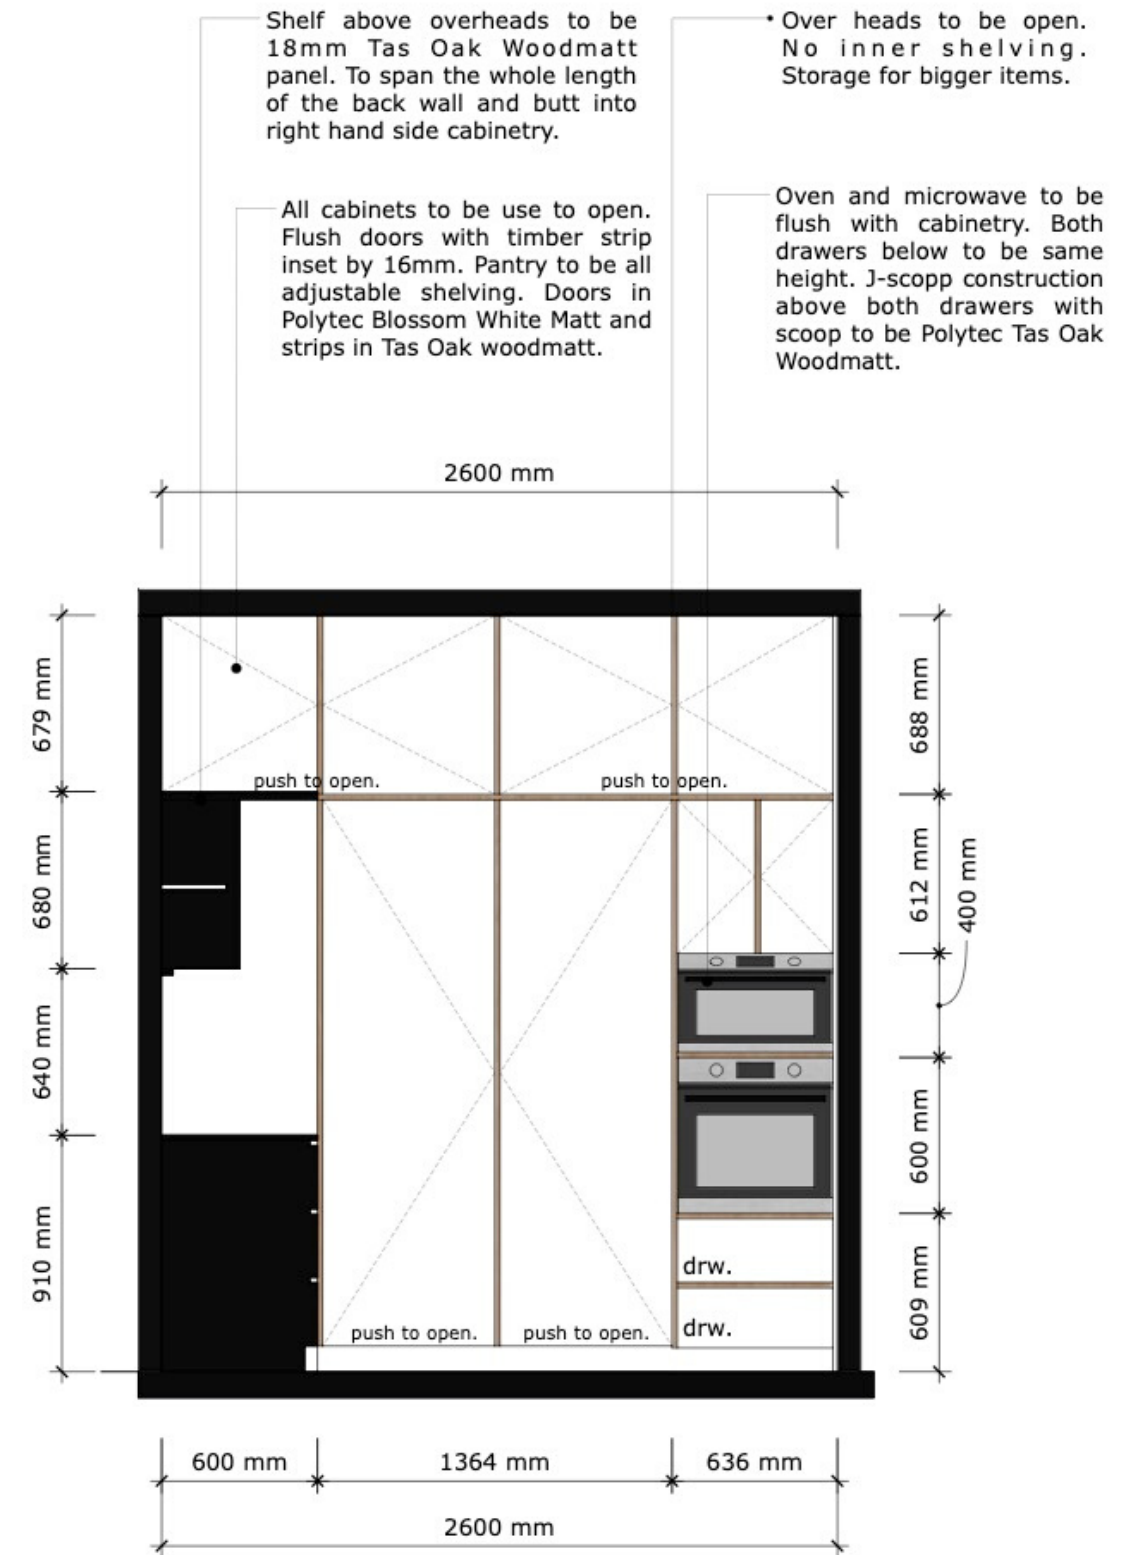 Shelf above overheads to be
18mm Tas Oak Woodmatt
panel. To span the whole length
of the back wall and butt into
right hand side cabinetry.
• Over heads to be open.
No inner shelving.
Storage for bigger items.
All cabinets to be use to open.
Flush doors with timber strip
inset by 16mm. Pantry to be all
adjustable shelving. Doors in
Polytec Blossom White Matt and
strips in Tas Oak woodmatt.
Oven and microwave to be
flush with cabinetry. Both
drawers below to be same
height. J-scopp construction
above both drawers with
scoop to be Polytec Tas Oak
Woodmatt.
2600 mm
679 mm
688 mm
push to open.
push to open.
680 mm
612 mm
400 mm
640 mm
600 mm
910 mm
609 mm
drw.
drw.
push to open.
push to open.
600 mm
1364 mm
636 mm
2600 mm